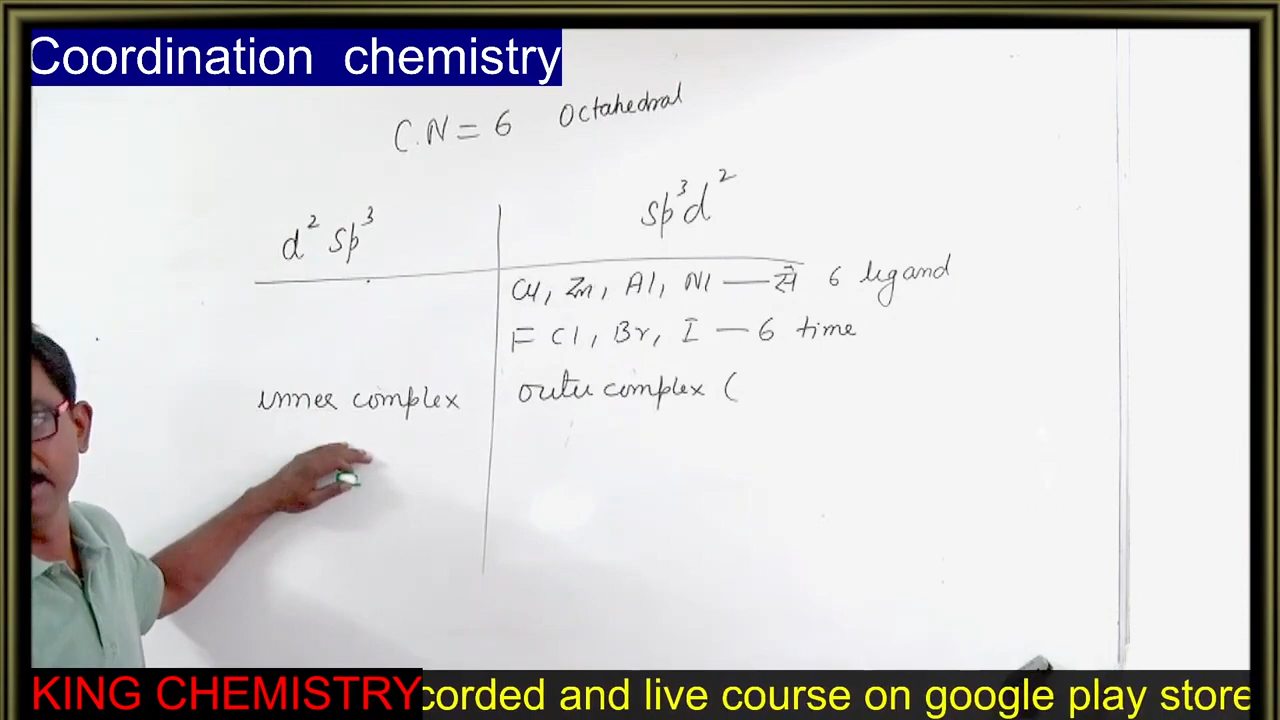 Coordination chemistry
C.N = 6 Octahedral
d² sp³
sp³d²
Cu, Zn, Al, Ni — से 6 ligand
F Cl, Br, I — 6 time
inner complex
outer complex (
KING CHEMISTRY
corded and live course on google play store